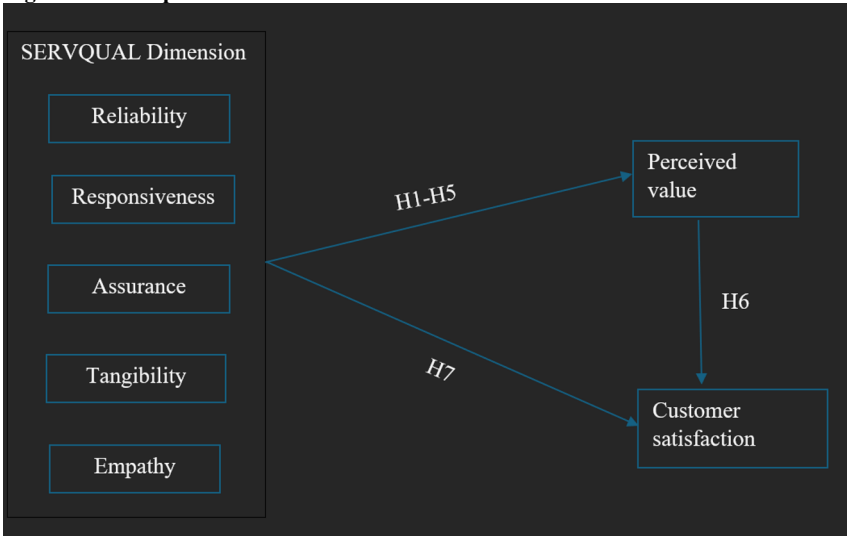 SERVQUAL Dimension
Reliability
Responsiveness
Assurance
Tangibility
Empathy
H1-H5
Perceived
value
H6
H7
Customer
satisfaction